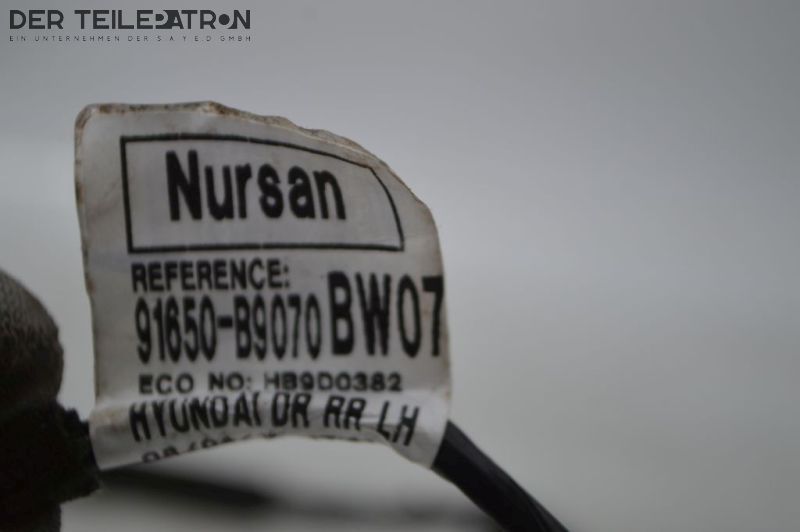 DER TEILEPATRON
EIN UNTERNEHMEN DER S A Y E D GMBH
Nursan
REFERENCE:
91650-B9070 BW07
ECO NO: HB9D0382
HYUNDAI DR RR LH